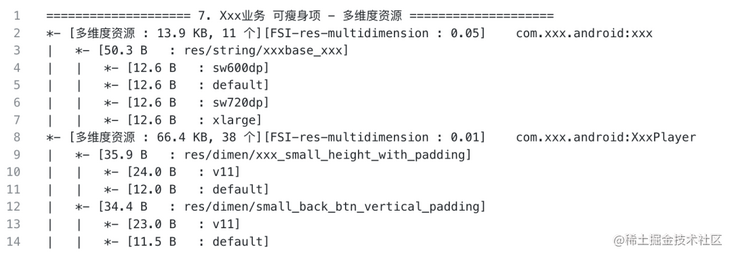 1 =================== 7. Xxx业务 可瘦身项 - 多维度资源 ===================
2 *- [多维度资源 : 13.9 KB, 11 个][FSI-res-multidimension : 0.05]    com.xxx.android:xxx
3 |   *- [50.3 B   : res/string/xxxbase_xxx]
4 |   |   *- [12.6 B   : sw600dp]
5 |   |   *- [12.6 B   : default]
6 |   |   *- [12.6 B   : sw720dp]
7 |   |   *- [12.6 B   : xlarge]
8 *- [多维度资源 : 66.4 KB, 38 个][FSI-res-multidimension : 0.01]    com.xxx.android:XxxPlayer
9 |   *- [35.9 B   : res/dimen/xxx_small_height_with_padding]
10 |   |   *- [24.0 B   : v11]
11 |   |   *- [12.0 B   : default]
12 |   *- [34.4 B   : res/dimen/small_back_btn_vertical_padding]
13 |   |   *- [23.0 B   : v11]
14 |   |   *- [11.5 B   : default]
@稀土掘金技术社区